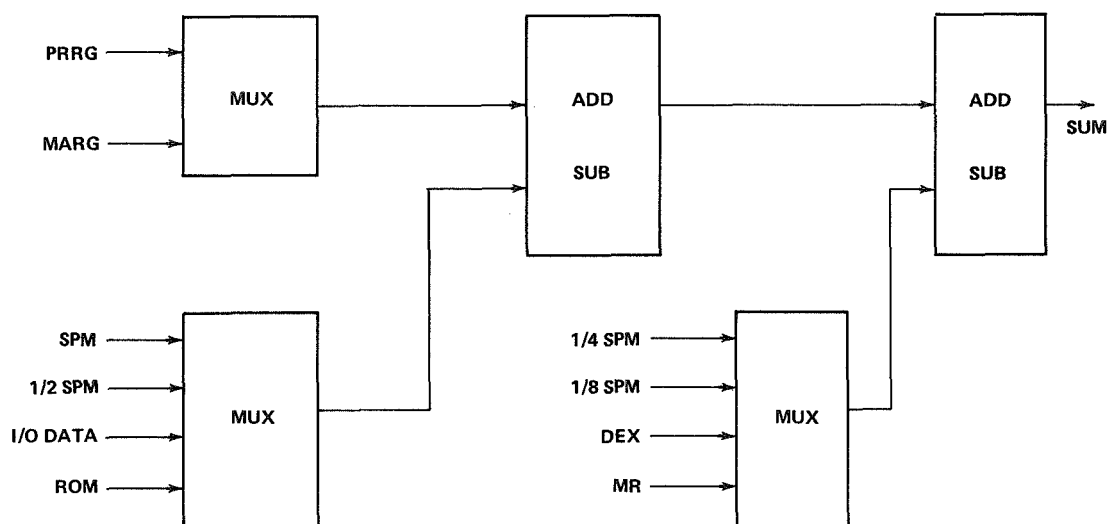 PRRG
MARG
MUX
ADD
SUB
ADD
SUB
SUM
SPM
1/2 SPM
I/O DATA
ROM
MUX
1/4 SPM
1/8 SPM
DEX
MR
MUX